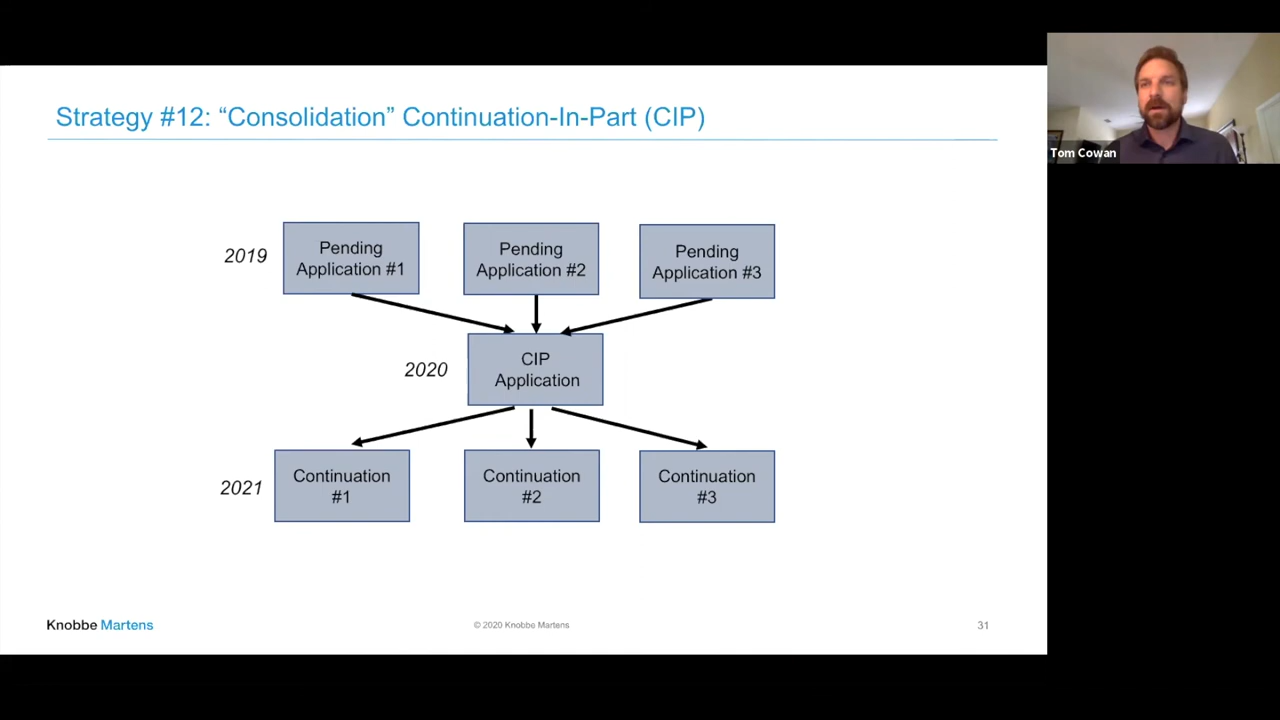 Strategy #12: “Consolidation” Continuation-In-Part (CIP)
Tom Cowan
2019
Pending
Application #1
Pending
Application #2
Pending
Application #3
2020
CIP
Application
2021
Continuation
#1
Continuation
#2
Continuation
#3
Knobbe Martens
© 2020 Knobbe Martens
31